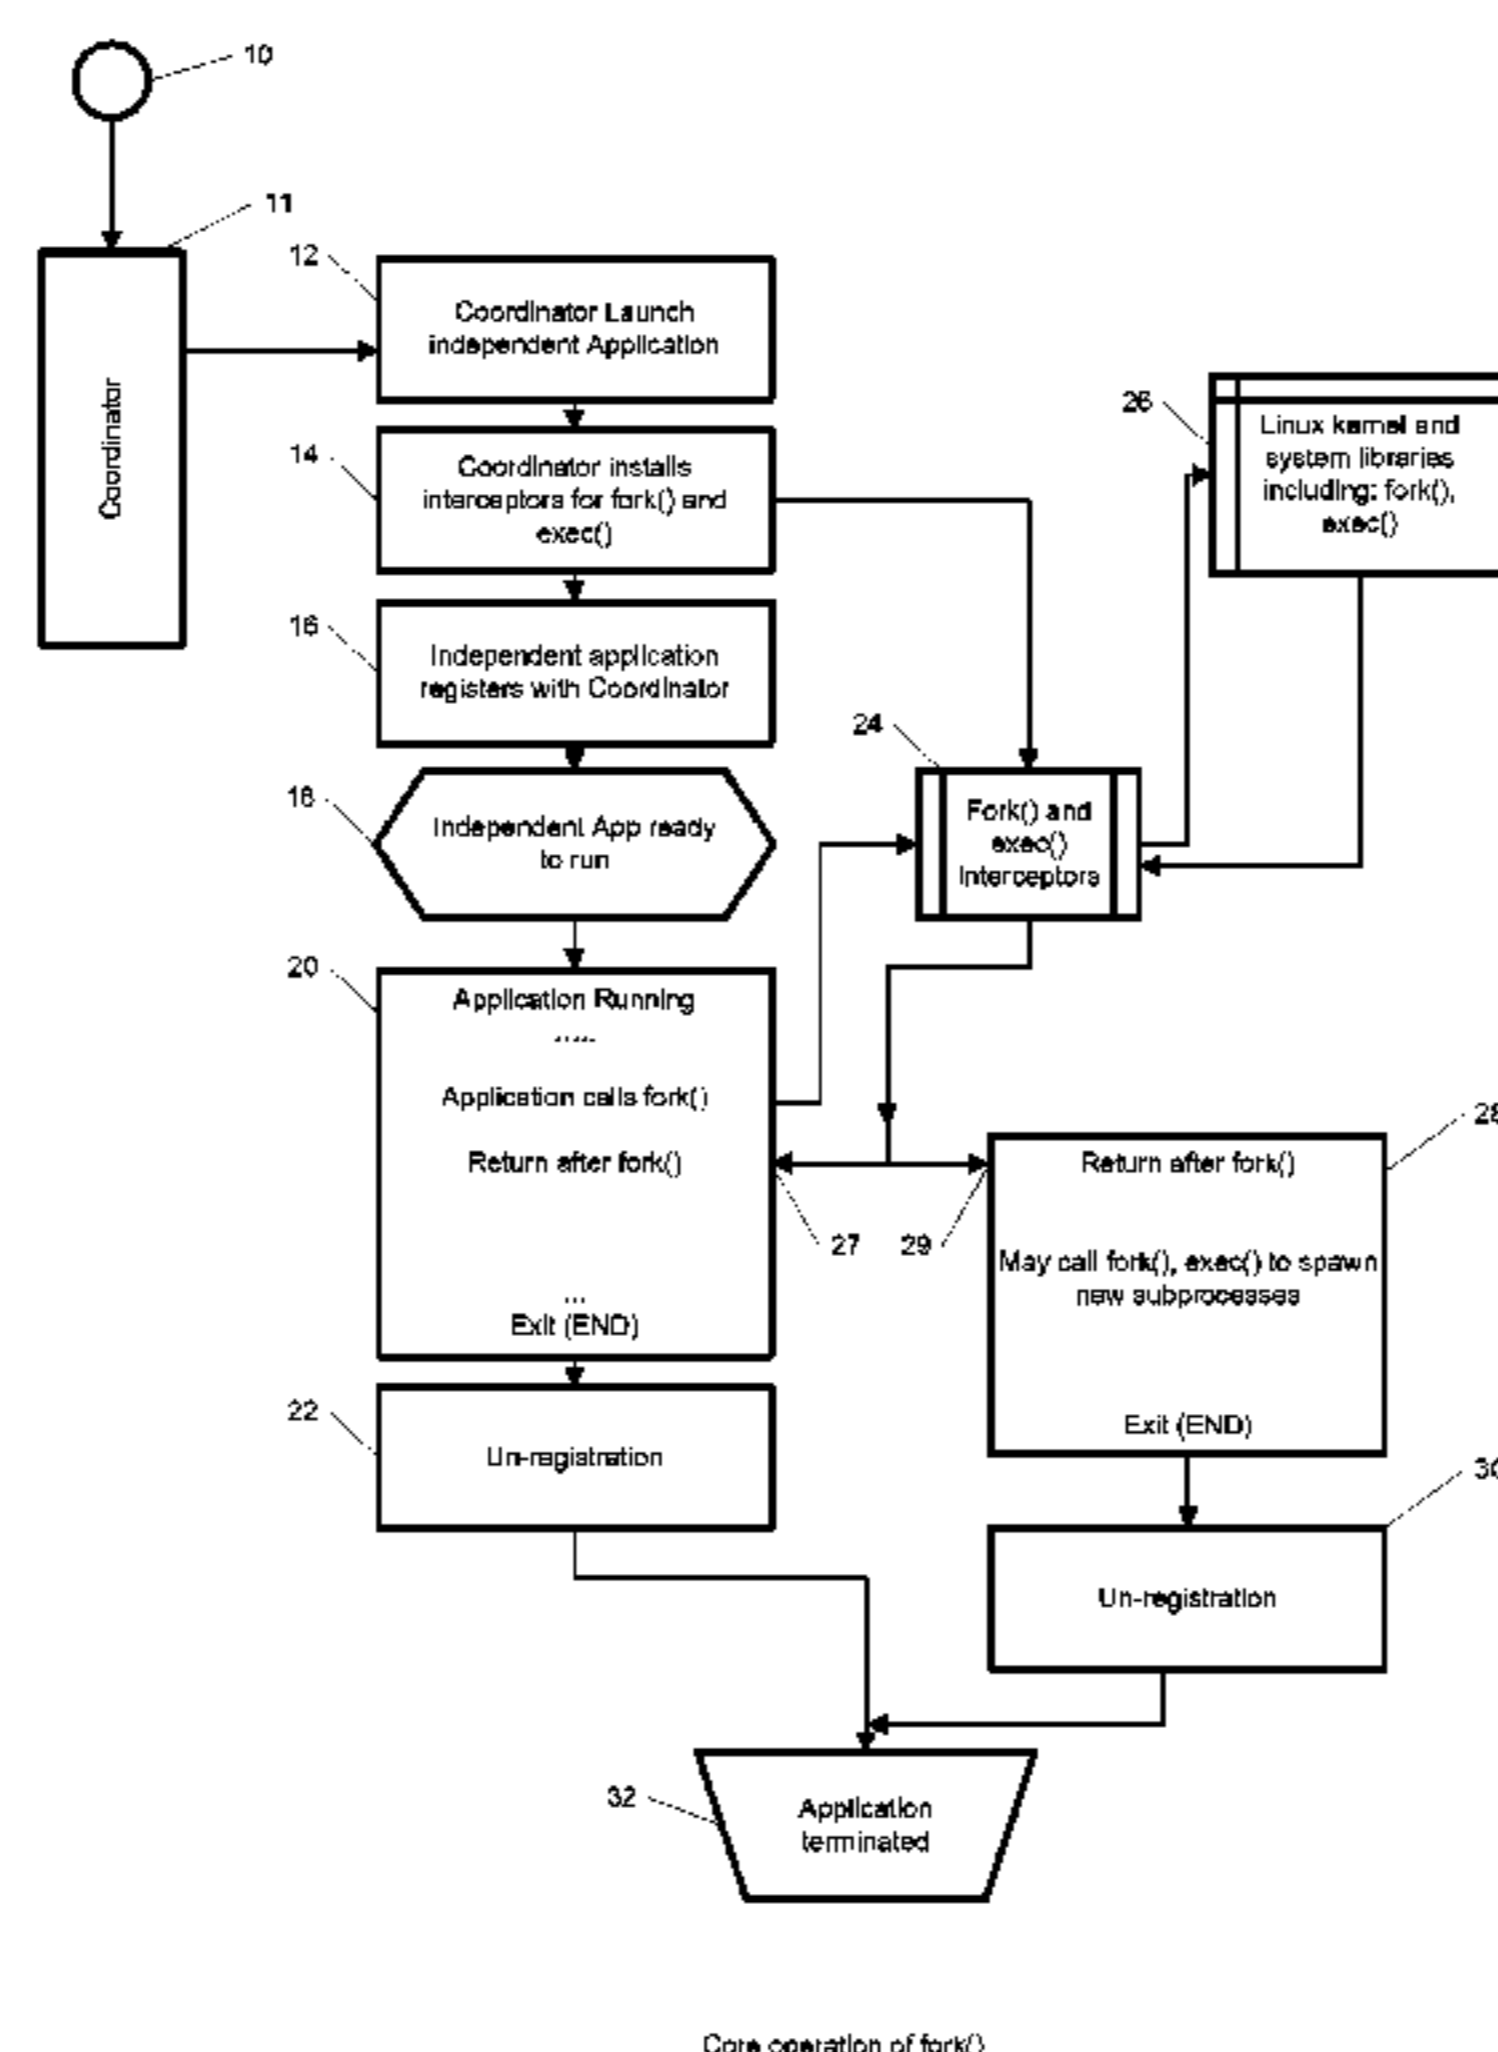 10
11
Coordinator
12
Coordinator Launch
independent Application
14
Coordinator installs
interceptors for fork() and
exec()
16
Independent application
registers with Coordinator
18
Independent App ready
to run
20
Application Running
.....
Application calls fork()
Return after fork()
...
Exit (END)
22
Un-registration
24
Fork() and
exec()
Interceptors
26
Linux kernel and
system libraries
including: fork(),
exec()
27
29
28
Return after fork()
May call fork(), exec() to spawn
new subprocesses
Exit (END)
30
Un-registration
32
Application
terminated
Core operation of fork()